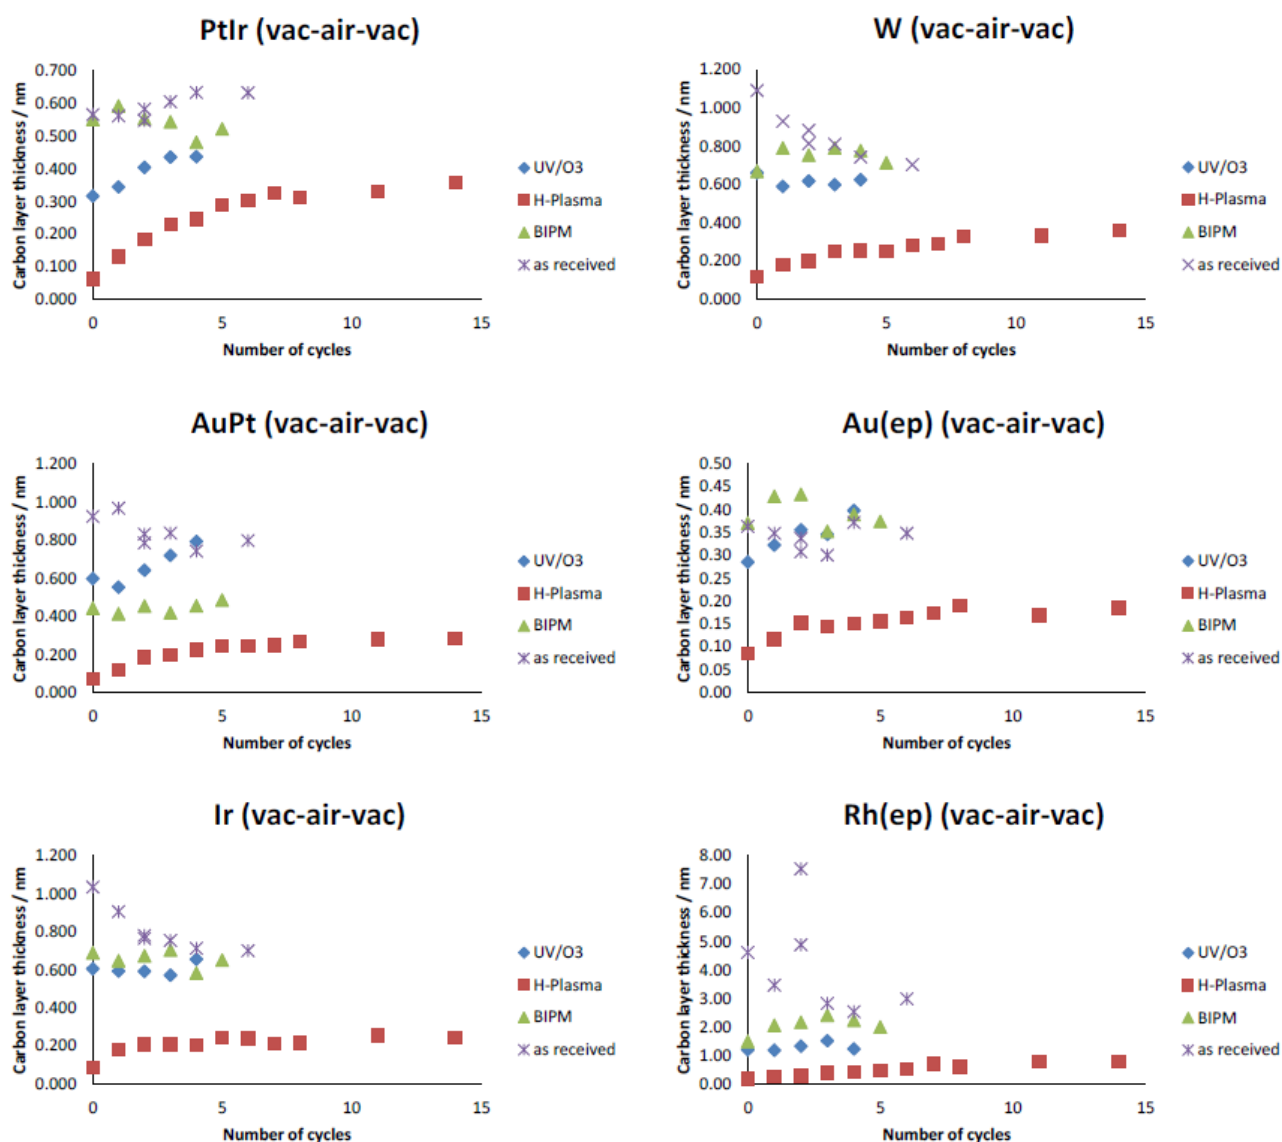 PtIr (vac-air-vac)
Carbon layer thickness / nm
0.700
0.600
0.500
0.400
0.300
0.200
0.100
0.000
0 5 10 15
Number of cycles
UV/O3
H-Plasma
BIPM
as received
W (vac-air-vac)
Carbon layer thickness / nm
1.200
1.000
0.800
0.600
0.400
0.200
0.000
0 5 10 15
Number of cycles
UV/O3
H-Plasma
BIPM
as received
AuPt (vac-air-vac)
Carbon layer thickness / nm
1.200
1.000
0.800
0.600
0.400
0.200
0.000
0 5 10 15
Number of cycles
UV/O3
H-Plasma
BIPM
as received
Au(ep) (vac-air-vac)
Carbon layer thickness / nm
0.50
0.45
0.40
0.35
0.30
0.25
0.20
0.15
0.10
0.05
0.00
0 5 10 15
Number of cycles
UV/O3
H-Plasma
BIPM
as received
Ir (vac-air-vac)
Carbon layer thickness / nm
1.200
1.000
0.800
0.600
0.400
0.200
0.000
0 5 10 15
Number of cycles
UV/O3
H-Plasma
BIPM
as received
Rh(ep) (vac-air-vac)
Carbon layer thickness / nm
8.00
7.00
6.00
5.00
4.00
3.00
2.00
1.00
0.00
0 5 10 15
Number of cycles
UV/O3
H-Plasma
BIPM
as received